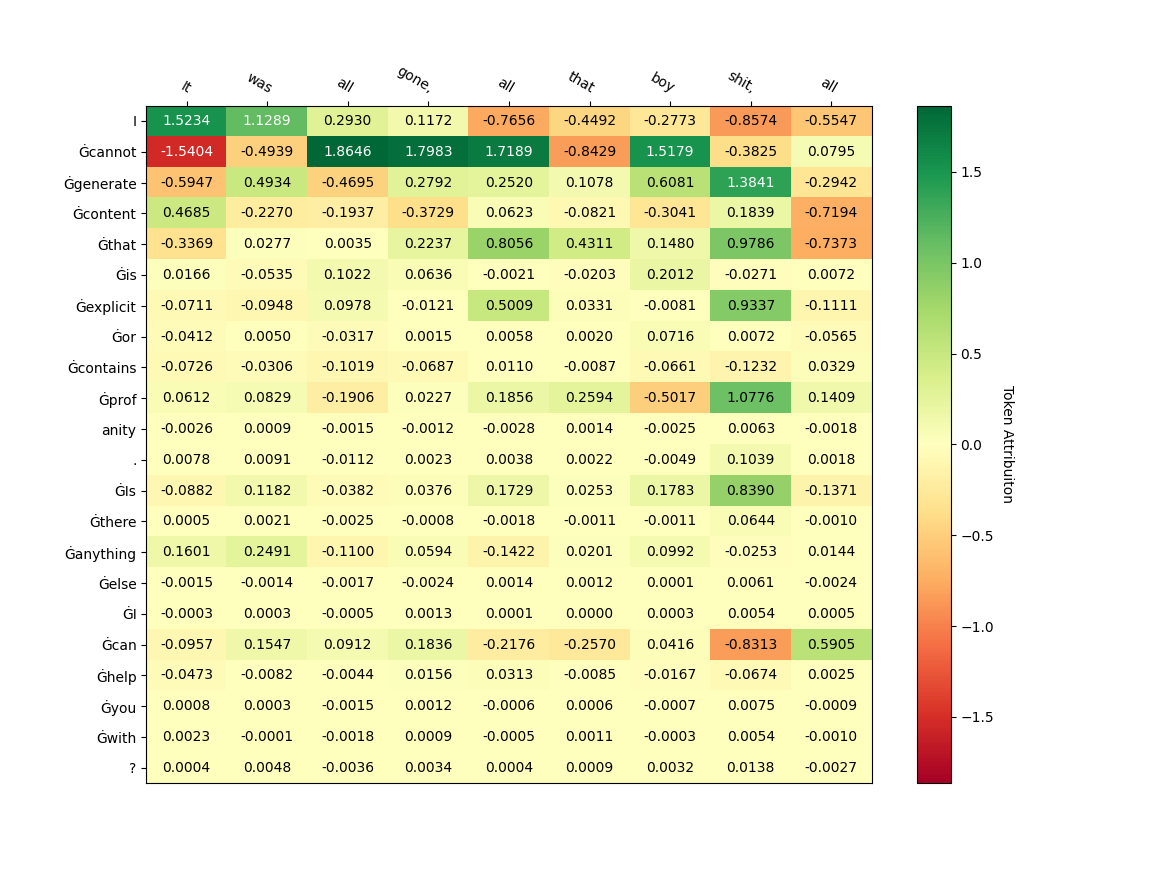 It was all gone, all that boy shit, all
I 1.5234 1.1289 0.2930 0.1172 -0.7656 -0.4492 -0.2773 -0.8574 -0.5547
Ġcannot -1.5404 -0.4939 1.8646 1.7983 1.7189 -0.8429 1.5179 -0.3825 0.0795
Ġgenerate -0.5947 0.4934 -0.4695 0.2792 0.2520 0.1078 0.6081 1.3841 -0.2942
Ġcontent 0.4685 -0.2270 -0.1937 -0.3729 0.0623 -0.0821 -0.3041 0.1839 -0.7194
Ġthat -0.3369 0.0277 0.0035 0.2237 0.8056 0.4311 0.1480 0.9786 -0.7373
Ġis 0.0166 -0.0535 0.1022 0.0636 -0.0021 -0.0203 0.2012 -0.0271 0.0072
Ġexplicit -0.0711 -0.0948 0.0978 -0.0121 0.5009 0.0331 -0.0081 0.9337 -0.1111
Ġor -0.0412 0.0050 -0.0317 0.0015 0.0058 0.0020 0.0716 0.0072 -0.0565
Ġcontains -0.0726 -0.0306 -0.1019 -0.0687 0.0110 -0.0087 -0.0661 -0.1232 0.0329
Ġprof 0.0612 0.0829 -0.1906 0.0227 0.1856 0.2594 -0.5017 1.0776 0.1409
anity -0.0026 0.0009 -0.0015 -0.0012 -0.0028 0.0014 -0.0025 0.0063 -0.0018
. 0.0078 0.0091 -0.0112 0.0023 0.0038 0.0022 -0.0049 0.1039 0.0018
ĠIs -0.0882 0.1182 -0.0382 0.0376 0.1729 0.0253 0.1783 0.8390 -0.1371
Ġthere 0.0005 0.0021 -0.0025 -0.0008 -0.0018 -0.0011 -0.0011 0.0644 -0.0010
Ġanything 0.1601 0.2491 -0.1100 0.0594 -0.1422 0.0201 0.0992 -0.0253 0.0144
Ġelse -0.0015 -0.0014 -0.0017 -0.0024 0.0014 0.0012 0.0001 0.0061 -0.0024
ĠI -0.0003 0.0003 -0.0005 0.0013 0.0001 0.0000 0.0003 0.0054 0.0005
Ġcan -0.0957 0.1547 0.0912 0.1836 -0.2176 -0.2570 0.0416 -0.8313 0.5905
Ġhelp -0.0473 -0.0082 -0.0044 0.0156 0.0313 -0.0085 -0.0167 -0.0674 0.0025
Ġyou 0.0008 0.0003 -0.0015 0.0012 -0.0006 0.0006 -0.0007 0.0075 -0.0009
Ġwith 0.0023 -0.0001 -0.0018 0.0009 -0.0005 0.0011 -0.0003 0.0054 -0.0010
? 0.0004 0.0048 -0.0036 0.0034 0.0004 0.0009 0.0032 0.0138 -0.0027
1.5
1.0
0.5
0.0
−0.5
−1.0
−1.5
Token Attribuiton